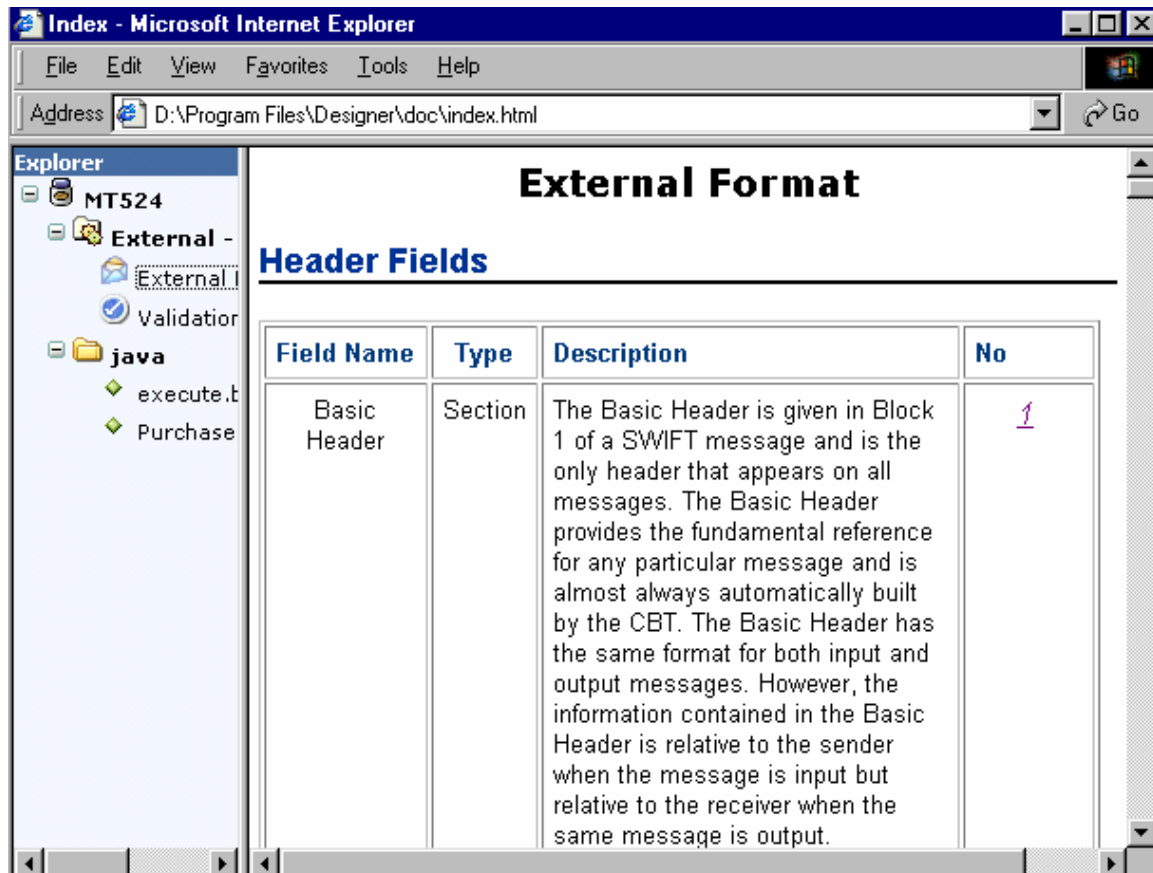 Index - Microsoft Internet Explorer
File Edit View Favorites Tools Help
Address D:\Program Files\Designer\doc\index.html Go
Explorer
MT524
External -
External
Validation
java
execute.b
Purchase
External Format
Header Fields
Field Name Type Description No
Basic Header
Section
The Basic Header is given in Block
1 of a SWIFT message and is the
only header that appears on all
messages. The Basic Header
provides the fundamental reference
for any particular message and is
almost always automatically built
by the CBT. The Basic Header has
the same format for both input and
output messages. However, the
information contained in the Basic
Header is relative to the sender
when the message is input but
relative to the receiver when the
same message is output.
1